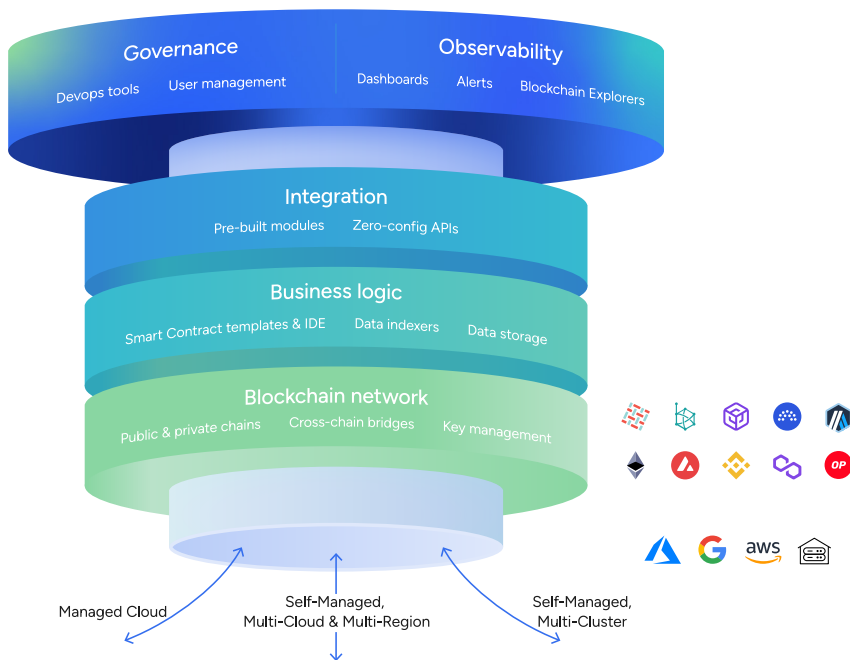 Governance
Observability
Devops tools
User management
Dashboards
Alerts
Blockchain Explorers
Integration
Pre-built modules
Zero-config APIs
Business logic
Smart Contract templates & IDE
Data indexers
Data storage
Blockchain network
Public & private chains
Cross-chain bridges
Key management
OP
aws
Managed Cloud
Self-Managed,
Multi-Cloud & Multi-Region
Self-Managed,
Multi-Cluster